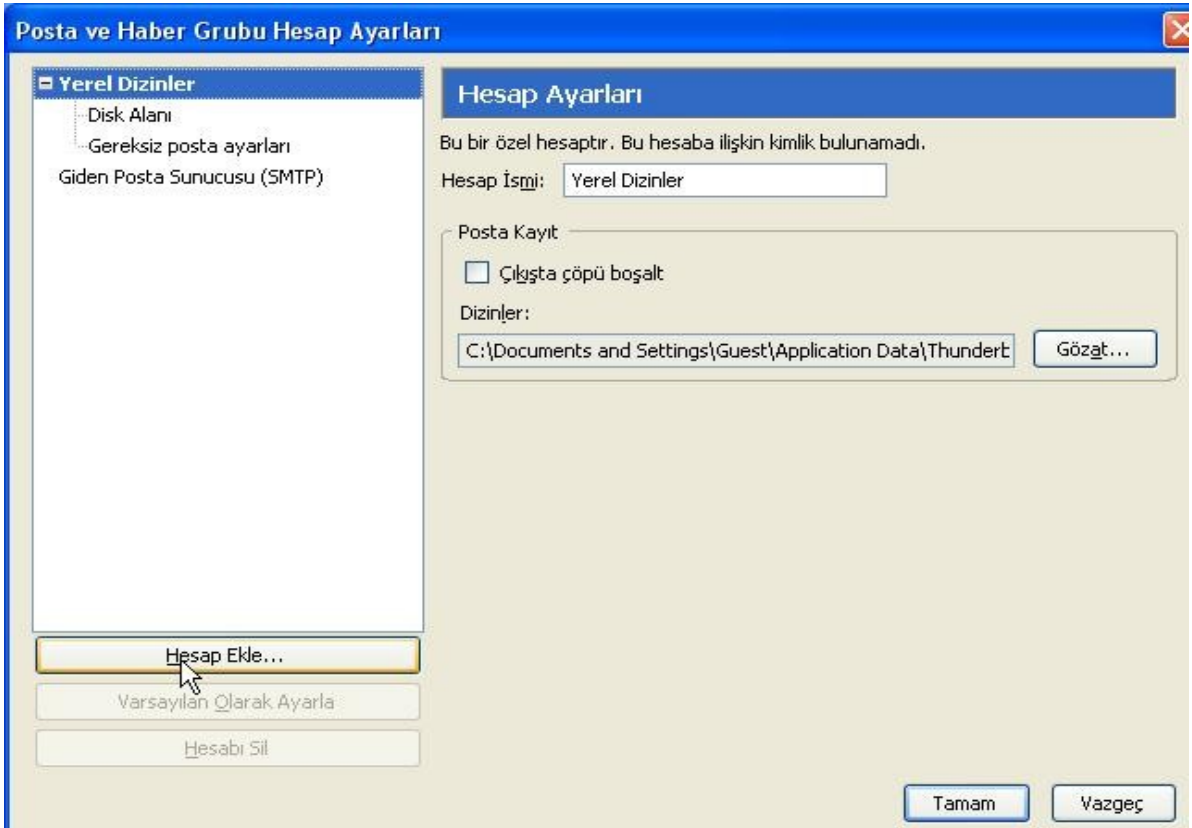 Posta ve Haber Grubu Hesap Ayarları
Yerel Dizinler
Disk Alanı
Gereksiz posta ayarları
Giden Posta Sunucusu (SMTP)
Hesap Ekle...
Varsayılan Olarak Ayarla
Hesabı Sil
Hesap Ayarları
Bu bir özel hesaptır. Bu hesaba ilişkin kimlik bulunamadı.
Hesap İsmi: Yerel Dizinler
Posta Kayıt
Çıkışta çöpü boşalt
Dizinler:
C:\Documents and Settings\Guest\Application Data\Thundert Gözat...
Tamam Vazgeç